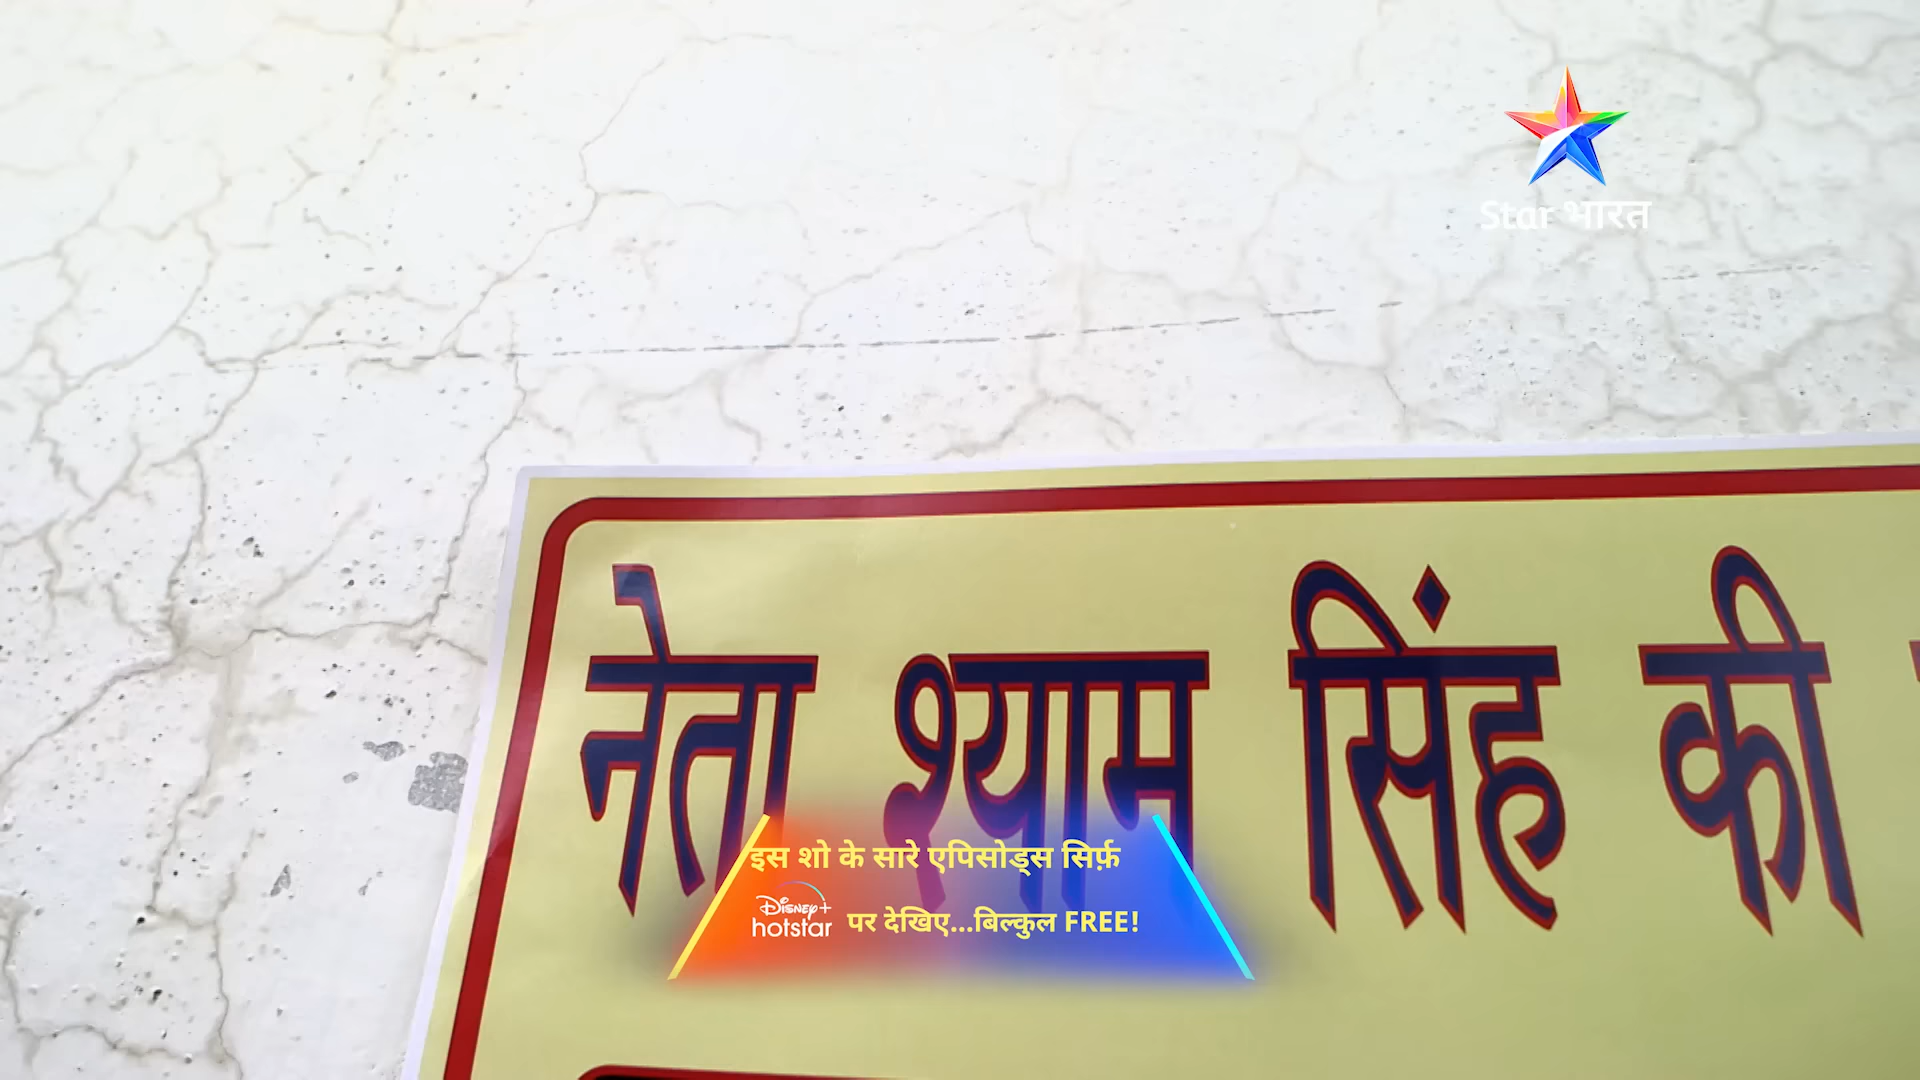 Star भारत
नेता श्याम सिंह की
इस शो के सारे एपिसोड्स सिर्फ़
Disney+ hotstar पर देखिए...बिल्कुल FREE!